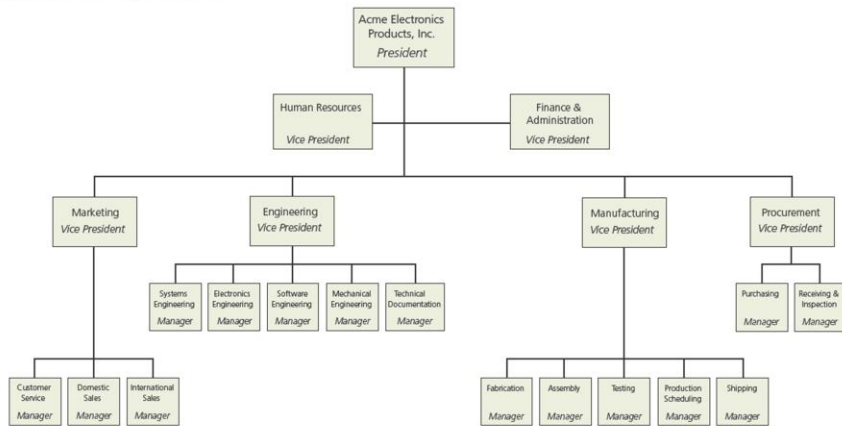 Acme Electronics
Products, Inc.
President
Human Resources
Vice President
Finance &
Administration
Vice President
Marketing
Vice President
Engineering
Vice President
Manufacturing
Vice President
Procurement
Vice President
Systems
Engineering
Manager
Electronics
Engineering
Manager
Software
Engineering
Manager
Mechanical
Engineering
Manager
Technical
Documentation
Manager
Purchasing
Manager
Receiving &
Inspection
Manager
Customer
Service
Manager
Domestic
Sales
Manager
International
Sales
Manager
Fabrication
Manager
Assembly
Manager
Testing
Manager
Production
Scheduling
Manager
Shipping
Manager